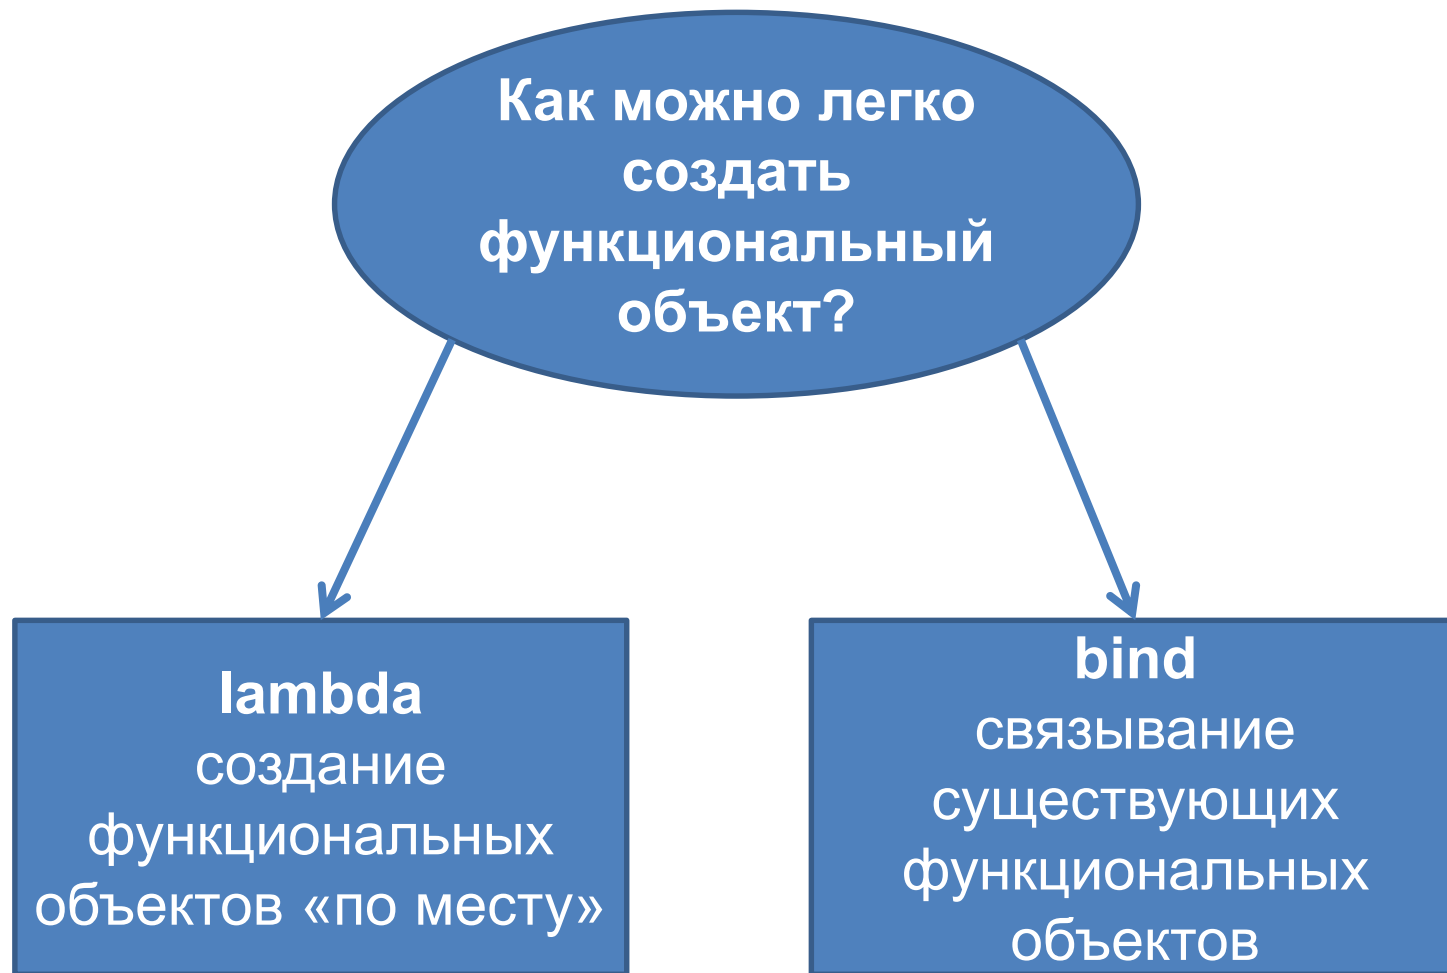 Как можно легко
создать
функциональный
объект?
lambda
создание
функциональных
объектов «по месту»
bind
связывание
существующих
функциональных
объектов